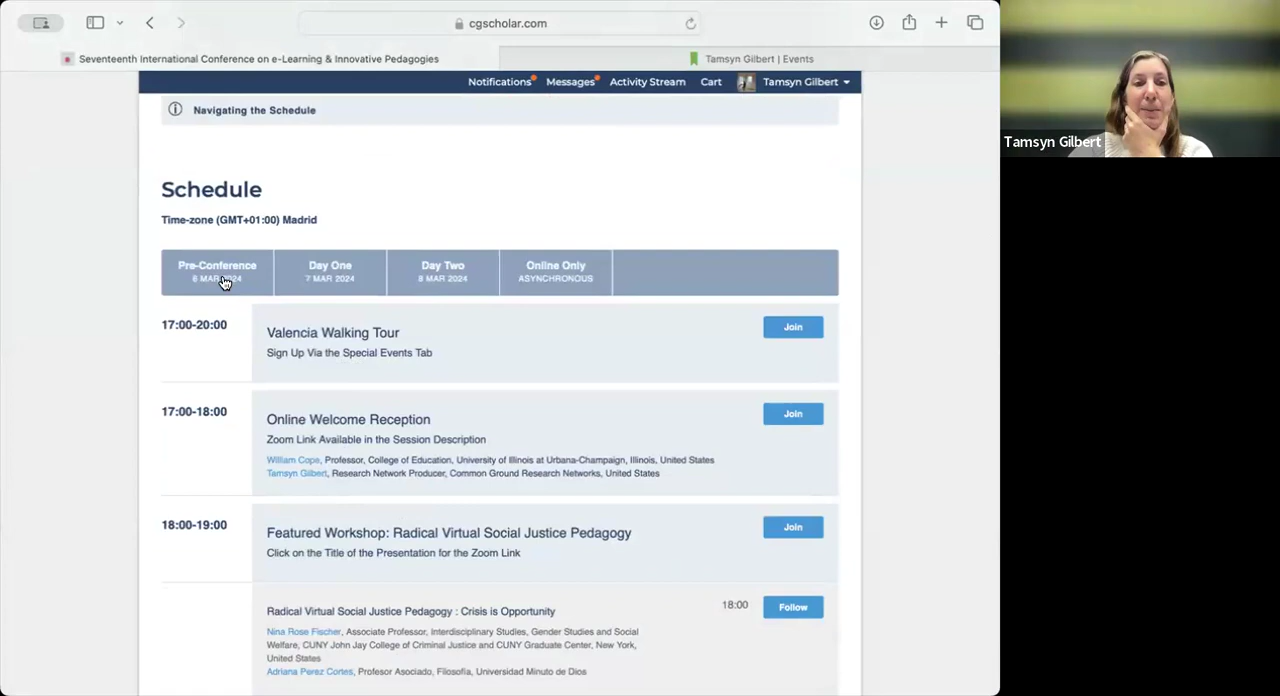 cgscholar.com
Seventeenth International Conference on e-Learning & Innovative Pedagogies
Tamsyn Gilbert | Events
Notifications Messages Activity Stream Cart Tamsyn Gilbert
Navigating the Schedule
Schedule
Time-zone (GMT+01:00) Madrid
Pre-Conference
6 MAR 2024
Day One
7 MAR 2024
Day Two
8 MAR 2024
Online Only
ASYNCHRONOUS
17:00-20:00
Valencia Walking Tour
Join
Sign Up Via the Special Events Tab
17:00-18:00
Online Welcome Reception
Join
Zoom Link Available in the Session Description
William Cope, Professor, College of Education, University of Illinois at Urbana-Champaign, Illinois, United States
Tamsyn Gilbert, Research Network Producer, Common Ground Research Networks, United States
18:00-19:00
Featured Workshop: Radical Virtual Social Justice Pedagogy
Join
Click on the Title of the Presentation for the Zoom Link
Radical Virtual Social Justice Pedagogy : Crisis is Opportunity
18:00
Follow
Nina Rose Fischer, Associate Professor, Interdisciplinary Studies, Gender Studies and Social
Welfare, CUNY John Jay College of Criminal Justice and CUNY Graduate Center, New York,
United States
Adriana Perez Cortes, Profesor Asociado, Filosofía, Universidad Minuto de Dios
Tamsyn Gilbert